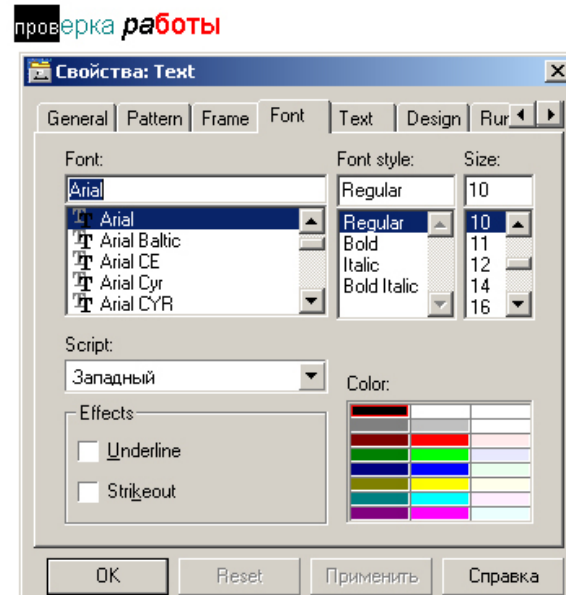 проверка работы
Свойства: Text
General Pattern Frame Font Text Design Rur
Font: Font style: Size:
Arial Regular 10
Arial Regular 10
Arial Baltic Bold 11
Arial CE Italic 12
Arial Cyr Bold Italic 14
Arial CYR 16
Script:
Западный
Color:
Effects
Underline
Strikeout
OK Reset Применить Справка